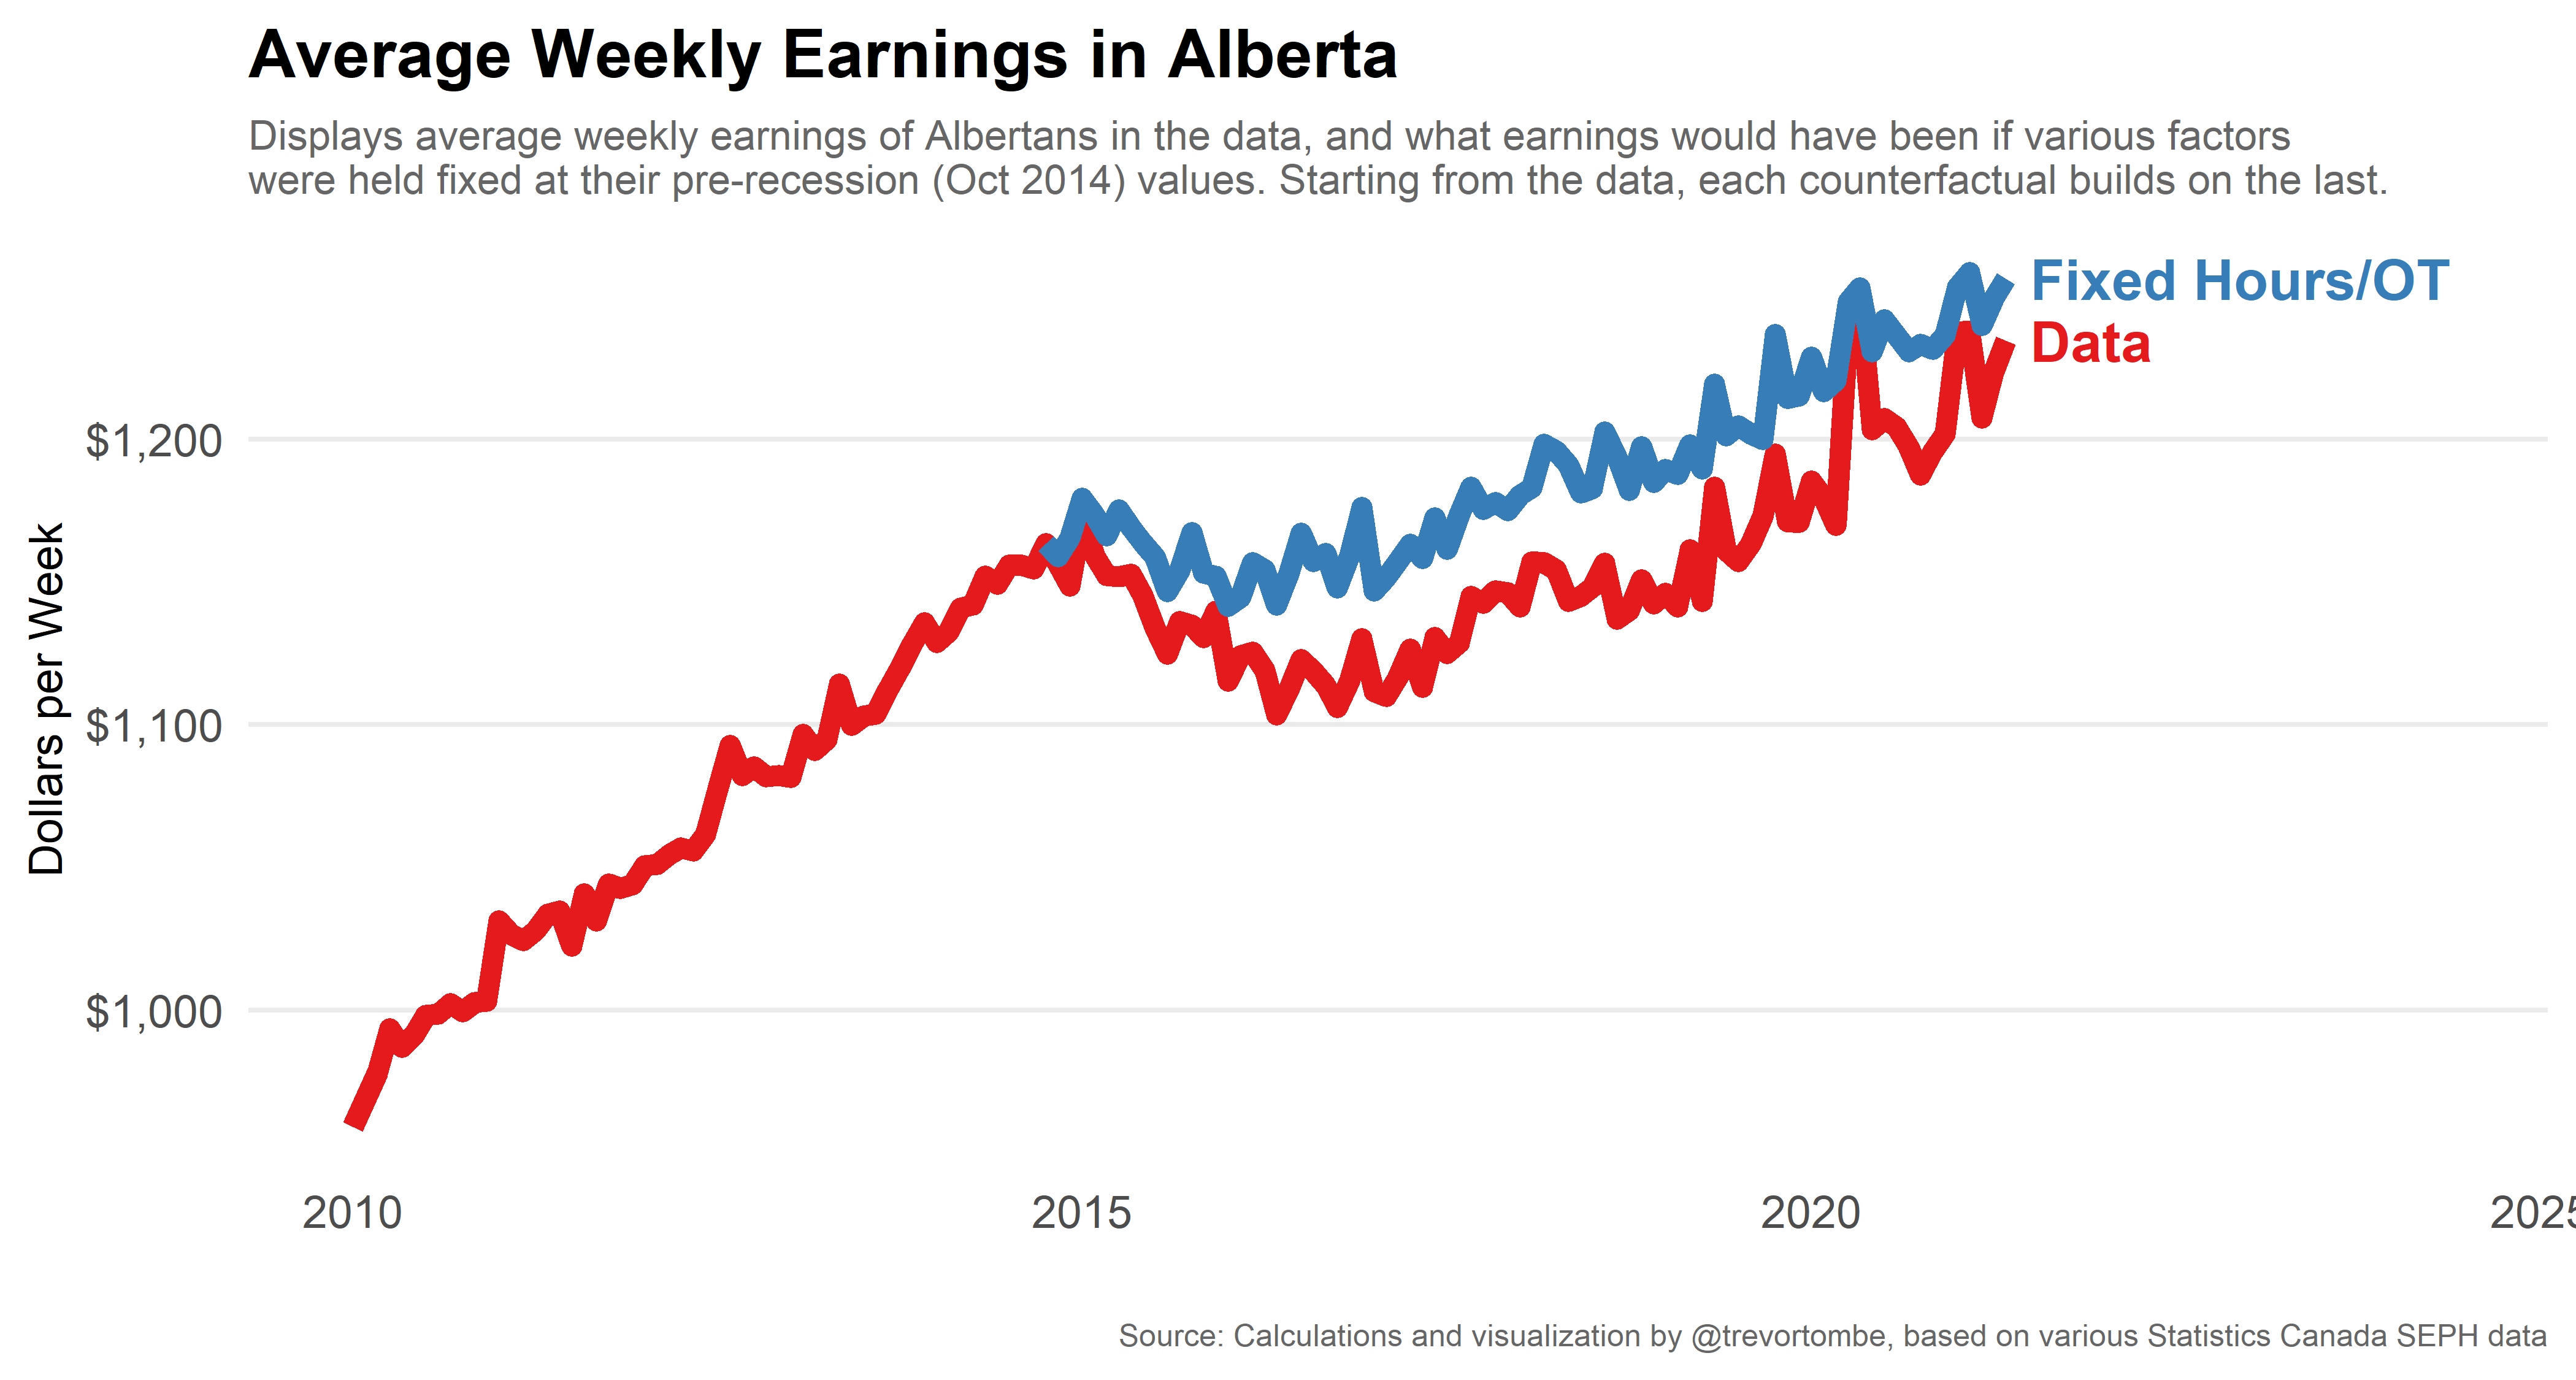 Average Weekly Earnings in Alberta
Displays average weekly earnings of Albertans in the data, and what earnings would have been if various factors
were held fixed at their pre-recession (Oct 2014) values. Starting from the data, each counterfactual builds on the last.
Fixed Hours/OT
Data
$1,200
$1,100
$1,000
Dollars per Week
2010
2015
2020
2025
Source: Calculations and visualization by @trevortombe, based on various Statistics Canada SEPH data